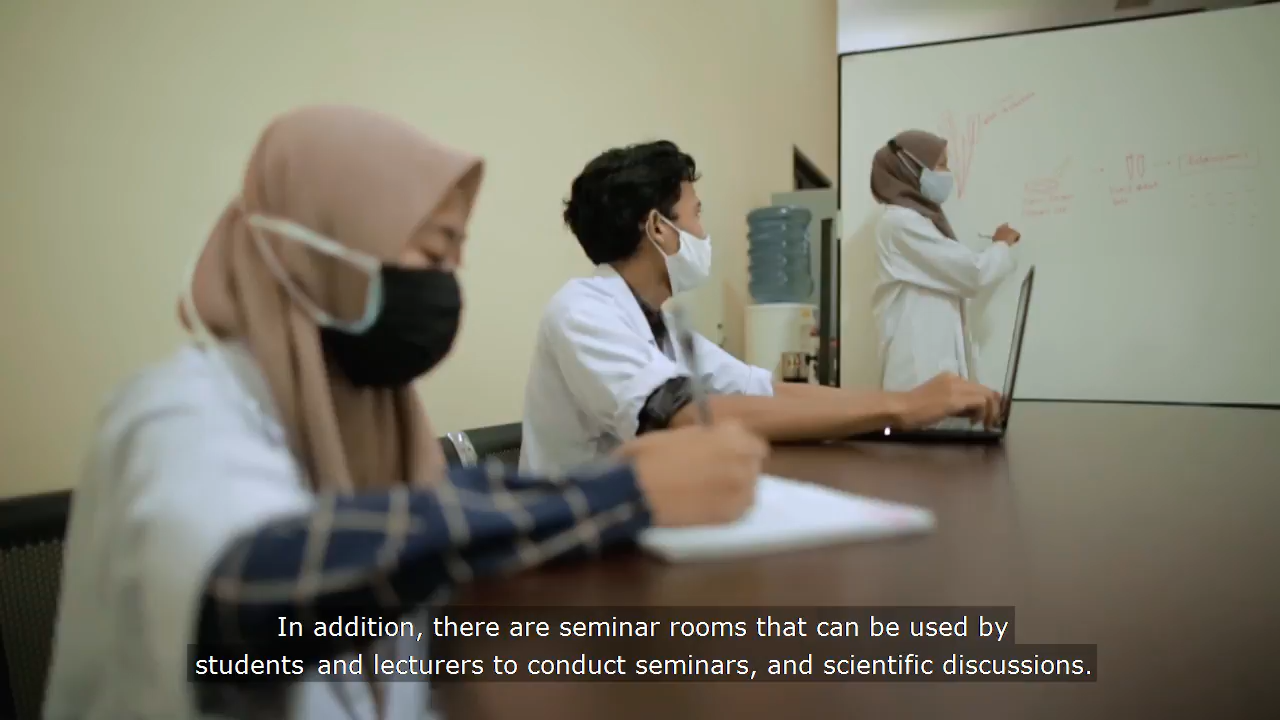 In addition, there are seminar rooms that can be used by
students and lecturers to conduct seminars, and scientific discussions.